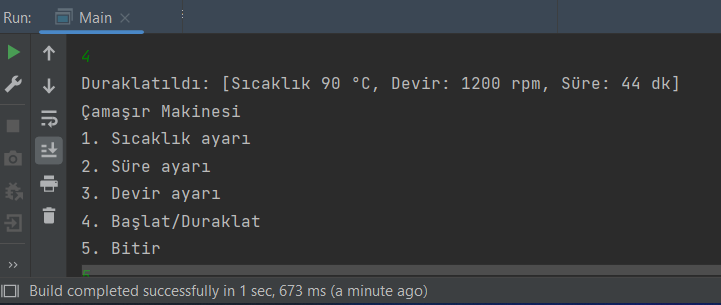 Run: Main
4
Duraklatıldı: [Sıcaklık 90 °C, Devir: 1200 rpm, Süre: 44 dk]
Çamaşır Makinesi
1. Sıcaklık ayarı
2. Süre ayarı
3. Devir ayarı
4. Başlat/Duraklat
5. Bitir
5
Build completed successfully in 1 sec, 673 ms (a minute ago)